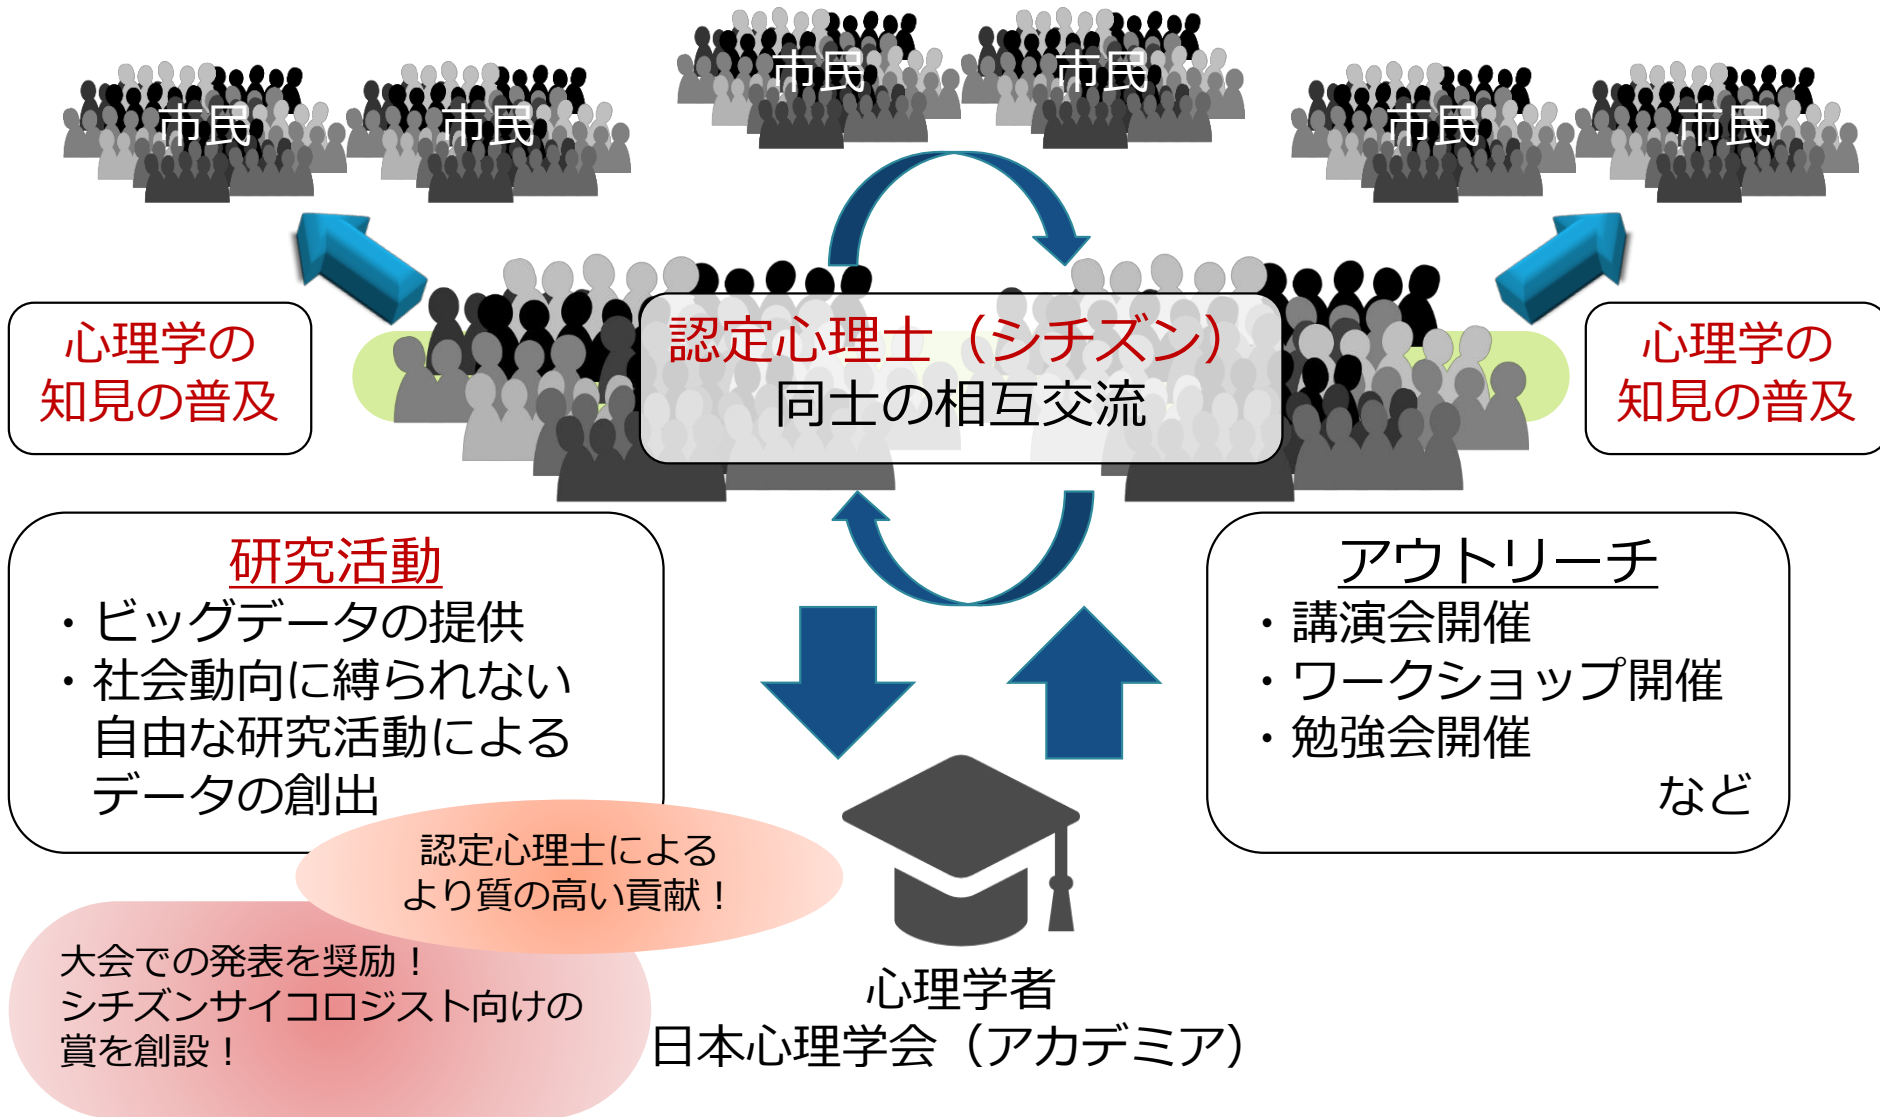 市民
市民
市民
市民
市民
市民
心理学の
知見の普及
認定心理士（シチズン）
同士の相互交流
心理学の
知見の普及
研究活動
・ビッグデータの提供
・社会動向に縛られない
自由な研究活動による
データの創出
アウトリーチ
・講演会開催
・ワークショップ開催
・勉強会開催
など
認定心理士による
より質の高い貢献！
大会での発表を奨励！
シチズンサイコロジスト向けの
賞を創設！
心理学者
日本心理学会（アカデミア）